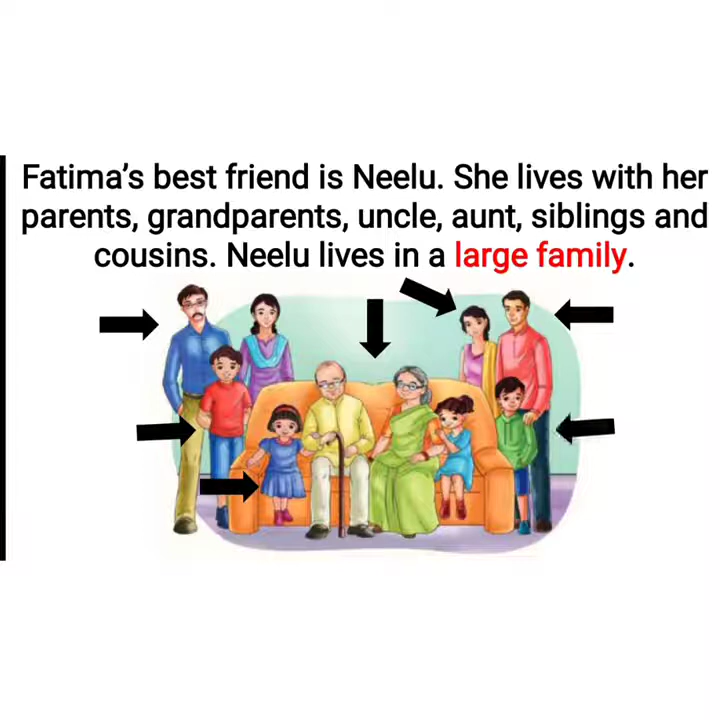 Fatima’s best friend is Neelu. She lives with her
parents, grandparents, uncle, aunt, siblings and
cousins. Neelu lives in a large family.